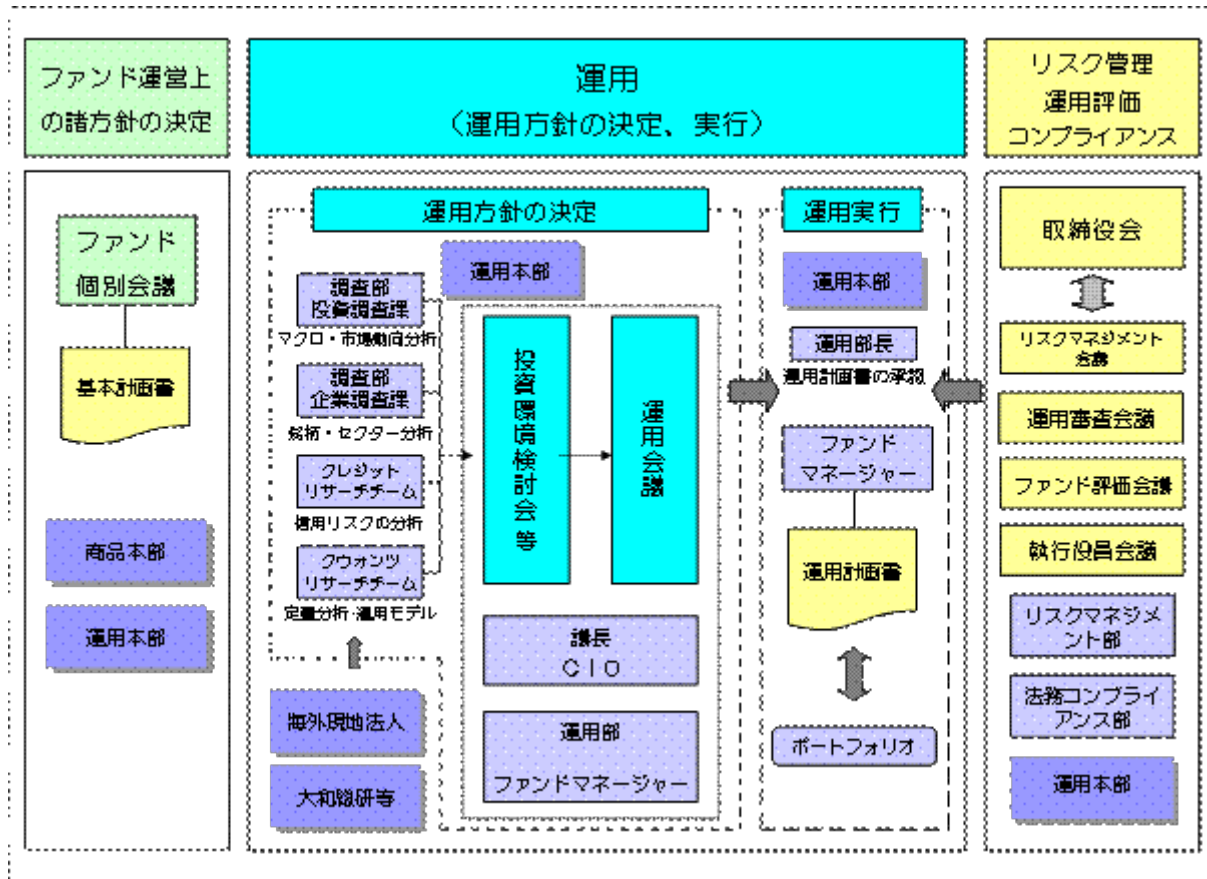 ファンド運営上
の諸方針の決定
運用
（運用方針の決定、実行）
リスク管理
運用評価
コンプライアンス
ファンド
個別会議
基本計画書
商品本部
運用本部
運用方針の決定
運用本部
調査部
投資調査課
マクロ・市場動向分析
調査部
企業調査課
銘柄・セクター分析
クレジット
リサーチチーム
信用リスクの分析
クウォンツ
リサーチチーム
定量分析・運用モデル
海外現地法人
大和総研等
投資環境検討会等
運用会議
議長
ＣＩＯ
運用部
ファンドマネージャー
運用実行
運用本部
運用部長
運用計画書の承認
ファンド
マネージャー
運用計画書
ポートフォリオ
取締役会
リスクマネジメント
会議
運用審査会議
ファンド評価会議
執行役員会議
リスクマネジメ
ント部
法務コンプライ
アンス部
運用本部